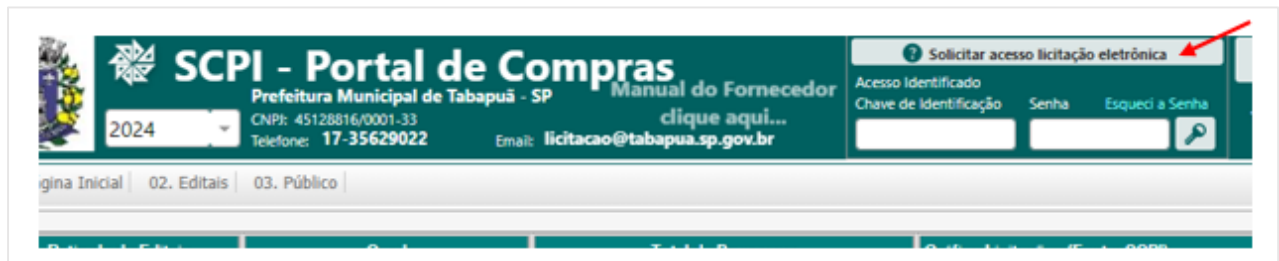 SCPI - Portal de Compras
Prefeitura Municipal de Tabapuã - SP
CNPJ: 45128816/0001-33
Telefone: 17-35629022 Email: licitacao@tabapua.sp.gov.br
2024
Manual do Fornecedor
clique aqui...
Solicitar acesso licitação eletrônica
Acesso Identificado
Chave de Identificação Senha Esqueci a Senha
gina Inicial 02. Editais 03. Público